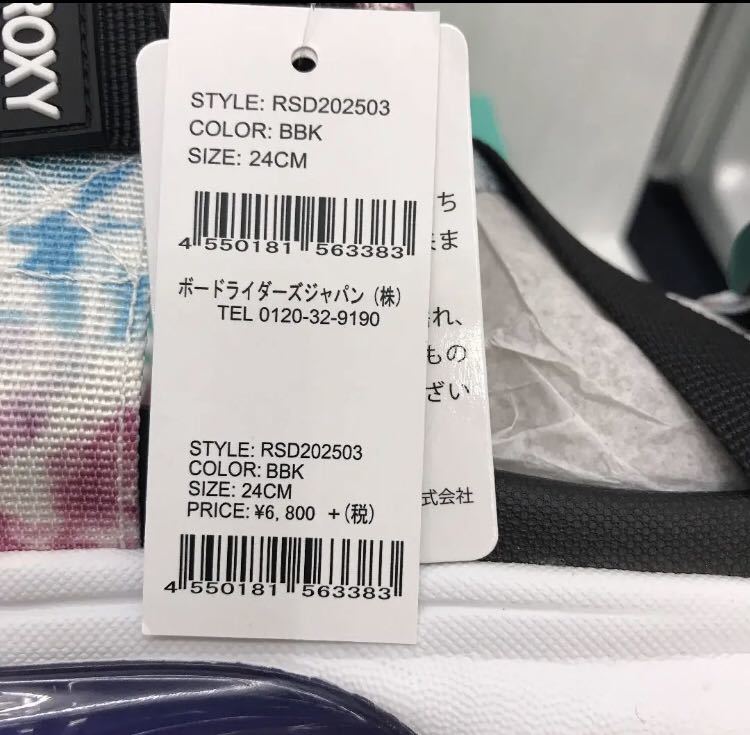 ROXY
STYLE: RSD202503
COLOR: BBK
SIZE: 24CM
4 550181 563383
ボードライダーズジャパン（株）
TEL 0120-32-9190
STYLE: RSD202503
COLOR: BBK
SIZE: 24CM
PRICE: ¥6,800 +（税）
4 550181 563383
ち
ま
れ、
もの
ざい
式会社